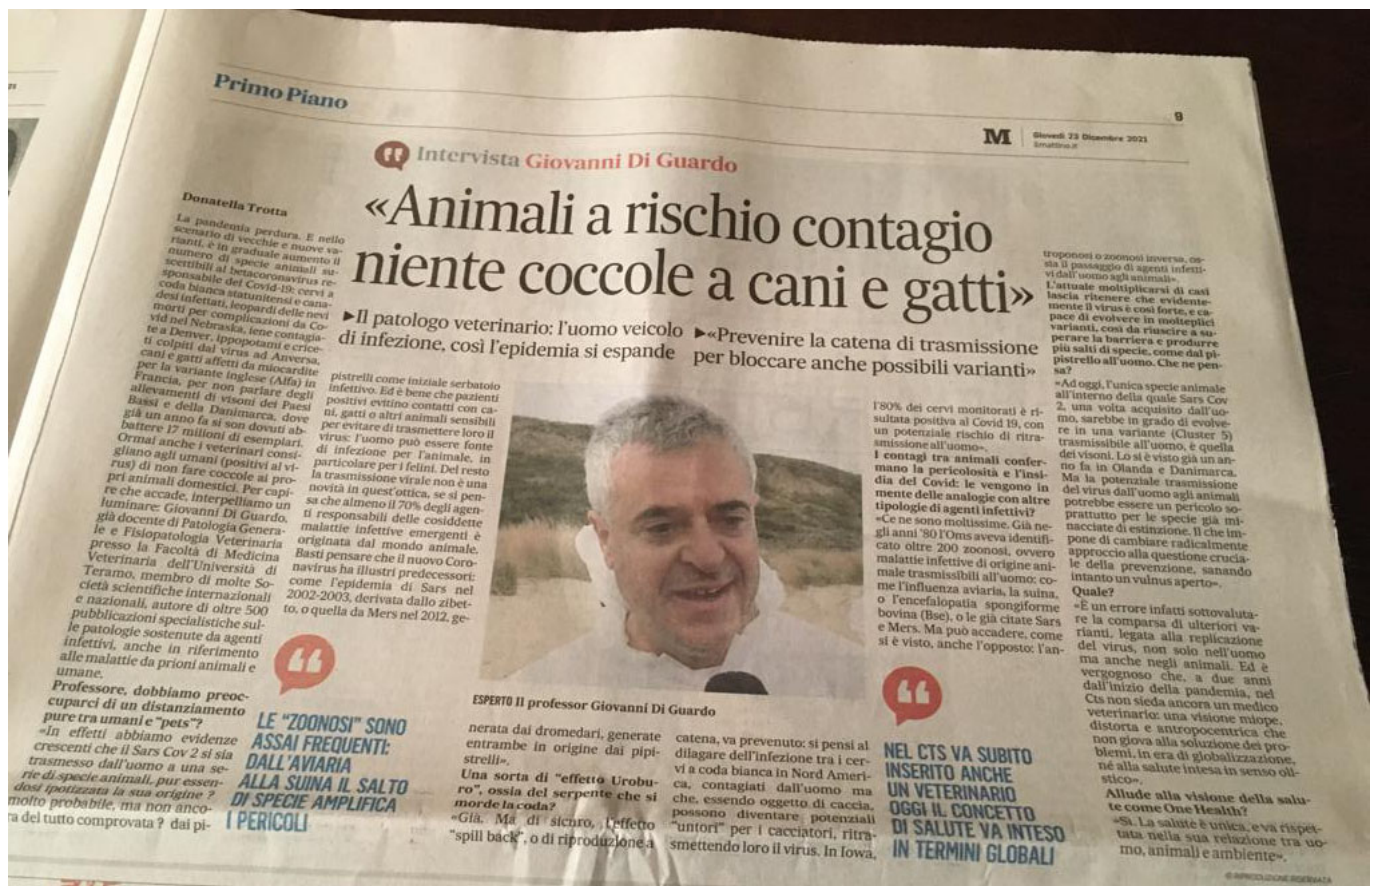 Primo Piano
9
M
Giovedì 23 Dicembre 2021
ilmattino.it
Intervista Giovanni Di Guardo
«Animali a rischio contagio
niente coccole a cani e gatti»
►Il patologo veterinario: l'uomo veicolo
di infezione, così l'epidemia si espande
►«Prevenire la catena di trasmissione
per bloccare anche possibili varianti»
Donatella Trotta
La pandemia perdura. E nello
scenario di vecchie e nuove va-
rianti, è in graduale aumento il
numero di specie animali su-
scettibili al betacoronavirus re-
sponsabile del Covid-19: cervi a
coda bianca statunitensi e cana-
desi infettati, leopardi delle nevi
morti per complicazioni da Co-
vid nel Nebraska, iene contagia-
te a Denver, ippopotami e crice-
ti colpiti dal virus ad Anversa,
cani e gatti affetti da miocardite
per la variante inglese (Alfa) in
Francia, per non parlare degli
allevamenti di visoni dei Paesi
Bassi e della Danimarca, dove
già un anno fa si son dovuti ab-
battere 17 milioni di esemplari.
Ormai anche i veterinari consi-
gliano agli umani (positivi al vi-
rus) di non fare coccole ai pro-
pri animali domestici. Per capi-
re che accade, interpelliamo un
luminare: Giovanni Di Guardo,
già docente di Patologia Genera-
le e Fisiopatologia Veterinaria
presso la Facoltà di Medicina
Veterinaria dell'Università di
Teramo, membro di molte So-
cietà scientifiche internazionali
e nazionali, autore di oltre 500
pubblicazioni specialistiche sul-
le patologie sostenute da agenti
infettivi, anche in riferimento
alle malattie da prioni animali e
umane.
Professore, dobbiamo preoc-
cuparci di un distanziamento
pure tra umani e "pets"?
«In effetti abbiamo evidenze
crescenti che il Sars Cov 2 si sia
trasmesso dall'uomo a una se-
rie di specie animali, pur essen-
dosi ipotizzata la sua origine ?
molto probabile, ma non anco-
ra del tutto comprovata ? dai pi-
pistrelli come iniziale serbatoio
infettivo. Ed è bene che pazienti
positivi evitino contatti con ca-
ni, gatti o altri animali sensibili
per evitare di trasmettere loro il
virus: l'uomo può essere fonte
di infezione per l'animale, in
particolare per i felini. Del resto
la trasmissione virale non è una
novità in quest'ottica, se si pen-
sa che almeno il 70% degli agen-
ti responsabili delle cosiddette
malattie infettive emergenti è
originata dal mondo animale.
Basti pensare che il nuovo Coro-
navirus ha illustri predecessori:
come l'epidemia di Sars nel
2002-2003, derivata dallo zibet-
to, o quella da Mers nel 2012, ge-
LE "ZOONOSI" SONO
ASSAI FREQUENTI:
DALL'AVIARIA
ALLA SUINA IL SALTO
DI SPECIE AMPLIFICA
I PERICOLI
ESPERTO Il professor Giovanni Di Guardo
nerata dai dromedari, generate
entrambe in origine dai pipi-
strelli».
Una sorta di "effetto Urobu-
ro", ossia del serpente che si
morde la coda?
«Già. Ma di sicuro, l'effetto
"spill back", o di riproduzione a
catena, va prevenuto: si pensi al
dilagare dell'infezione tra i cer-
vi a coda bianca in Nord Ameri-
ca, contagiati dall'uomo ma
che, essendo oggetto di caccia,
possono diventare potenziali
"untori" per i cacciatori, ritra-
smettendo loro il virus. In Iowa,
l'80% dei cervi monitorati è ri-
sultata positiva al Covid 19, con
un potenziale rischio di ritra-
smissione all'uomo».
I contagi tra animali confer-
mano la pericolosità e l'insi-
dia del Covid: le vengono in
mente delle analogie con altre
tipologie di agenti infettivi?
«Ce ne sono moltissime. Già ne-
gli anni '80 l'Oms aveva identifi-
cato oltre 200 zoonosi, ovvero
malattie infettive di origine ani-
male trasmissibili all'uomo: co-
me l'influenza aviaria, la suina,
o l'encefalopatia spongiforme
bovina (Bse), o le già citate Sars
e Mers. Ma può accadere, come
si è visto, anche l'opposto: l'an-
NEL CTS VA SUBITO
INSERITO ANCHE
UN VETERINARIO
OGGI IL CONCETTO
DI SALUTE VA INTESO
IN TERMINI GLOBALI
troponosi o zoonosi inversa, os-
sia il passaggio di agenti infetti-
vi dall'uomo agli animali».
L'attuale moltiplicarsi di casi
lascia ritenere che evidente-
mente il virus è così forte, e ca-
pace di evolvere in molteplici
varianti, così da riuscire a su-
perare la barriera e produrre
più salti di specie, come dal pi-
pistrello all'uomo. Che ne pen-
sa?
«Ad oggi, l'unica specie animale
all'interno della quale Sars Cov
2, una volta acquisito dall'uo-
mo, sarebbe in grado di evolve-
re in una variante (Cluster 5)
trasmissibile all'uomo, è quella
dei visoni. Lo si è visto già un an-
no fa in Olanda e Danimarca.
Ma la potenziale trasmissione
del virus dall'uomo agli animali
potrebbe essere un pericolo so-
prattutto per le specie già mi-
nacciate di estinzione. Il che im-
pone di cambiare radicalmente
approccio alla questione crucia-
le della prevenzione, sanando
intanto un vulnus aperto».
Quale?
«È un errore infatti sottovaluta-
re la comparsa di ulteriori va-
rianti, legata alla replicazione
del virus, non solo nell'uomo
ma anche negli animali. Ed è
vergognoso che, a due anni
dall'inizio della pandemia, nel
Cts non sieda ancora un medico
veterinario: una visione miope,
distorta e antropocentrica che
non giova alla soluzione dei pro-
blemi, in era di globalizzazione,
né alla salute intesa in senso oli-
stico».
Allude alla visione della salu-
te come One Health?
«Sì. La salute è unica, e va rispet-
tata nella sua relazione tra uo-
mo, animali e ambiente».
© RIPRODUZIONE RISERVATA